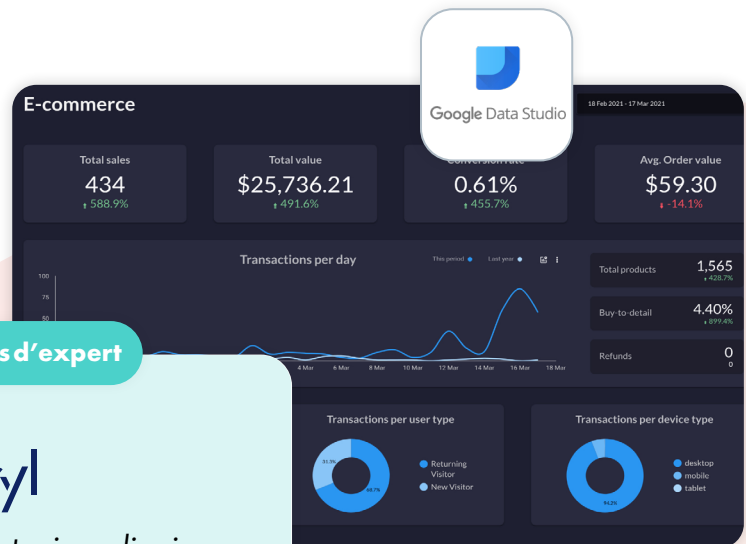 Google Data Studio
E-commerce
18 Feb 2021 - 17 Mar 2021
Total sales
434
588.9%
Total value
$25,736.21
491.6%
Conversion rate
0.61%
455.7%
Avg. Order value
$59.30
-14.1%
Transactions per day
This period
Last year
100
75
50
4 Mar
6 Mar
8 Mar
10 Mar
12 Mar
14 Mar
16 Mar
18 Mar
Total products
1,565
428.7%
Buy-to-detail
4.40%
899.4%
Refunds
0
0
d'expert
Transactions per user type
31.3%
68.7%
Returning
Visitor
New Visitor
Transactions per device type
94.2%
desktop
mobile
tablet